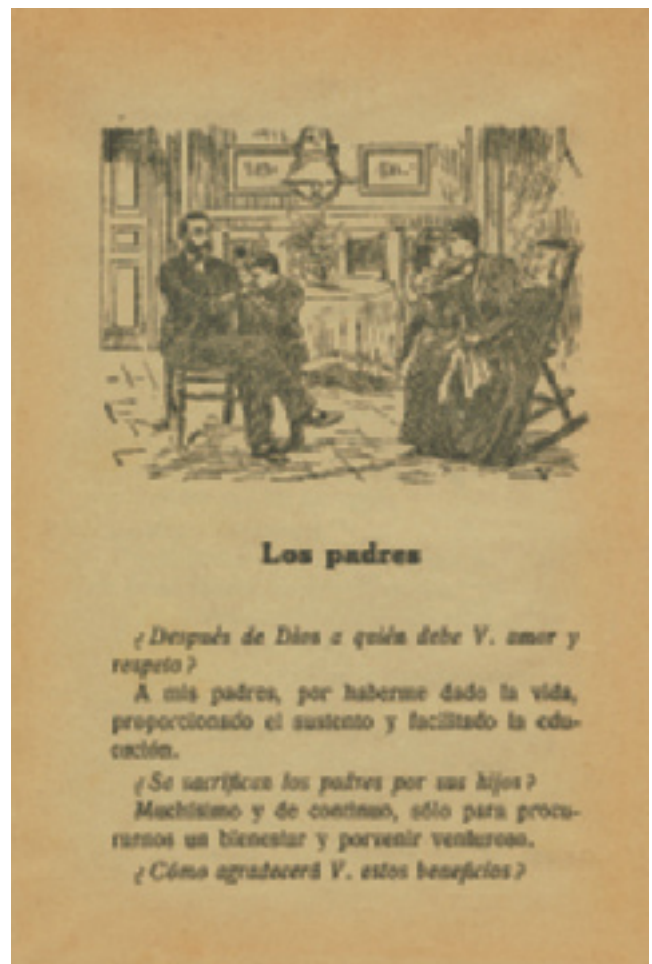 Los padres
¿Después de Dios a quién debe V. amor y
respeto?
A mis padres, por haberme dado la vida,
proporcionado el sustento y facilitado la edu-
cación.
¿Se sacrifican los padres por sus hijos?
Muchísimo y de continuo, sólo para procu-
rarnos un bienestar y porvenir venturoso.
¿Cómo agradecerá V. estos beneficios?